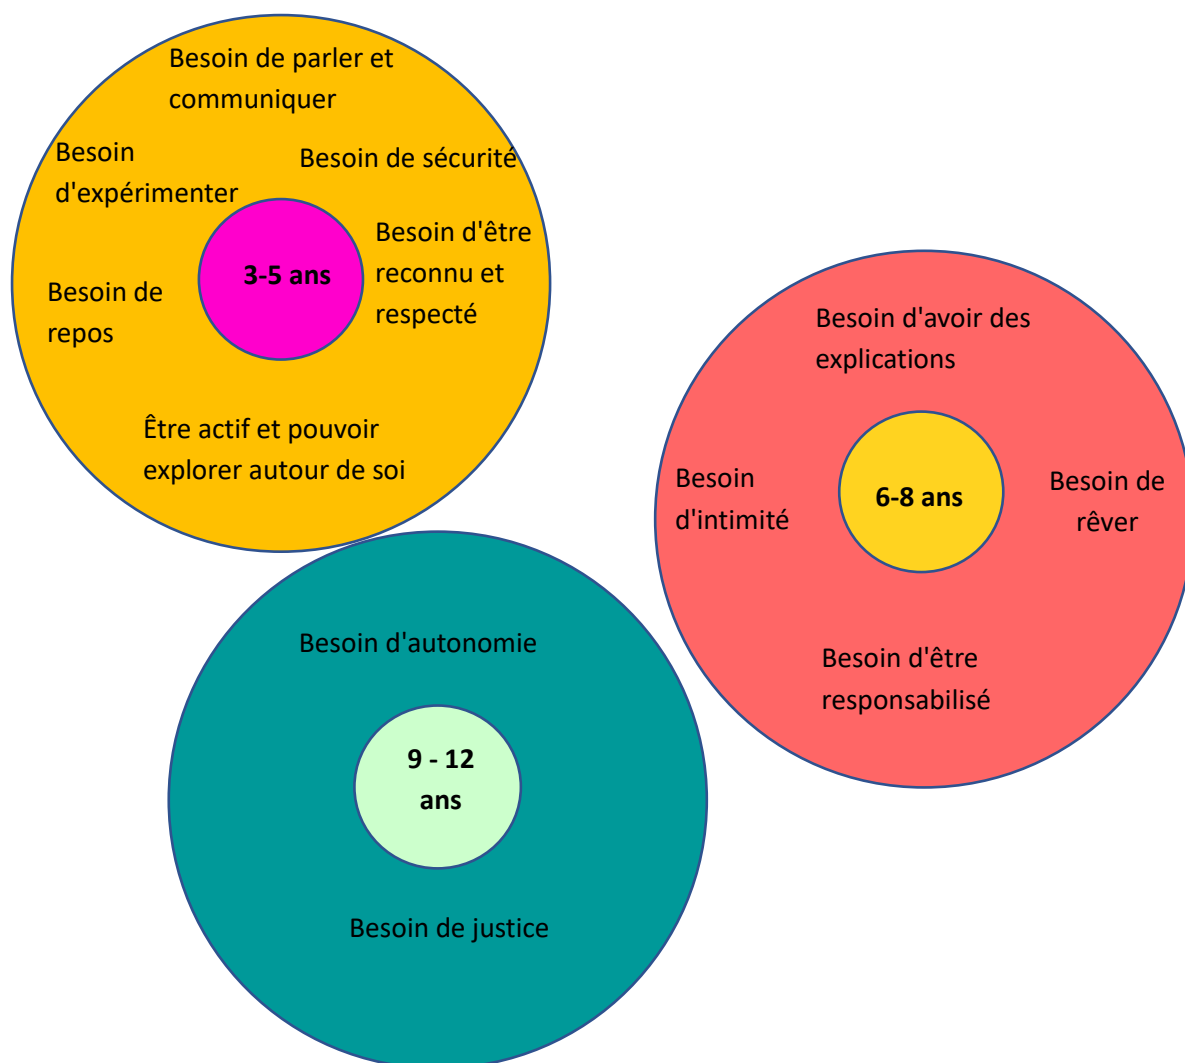 Besoin de parler et
communiquer
Besoin
d'expérimenter
Besoin de sécurité
3-5 ans
Besoin d'être
reconnu et
respecté
Besoin de
repos
Être actif et pouvoir
explorer autour de soi
Besoin d'avoir des
explications
Besoin
d'intimité
6-8 ans
Besoin de
rêver
Besoin d'être
responsabilisé
Besoin d'autonomie
9 - 12
ans
Besoin de justice